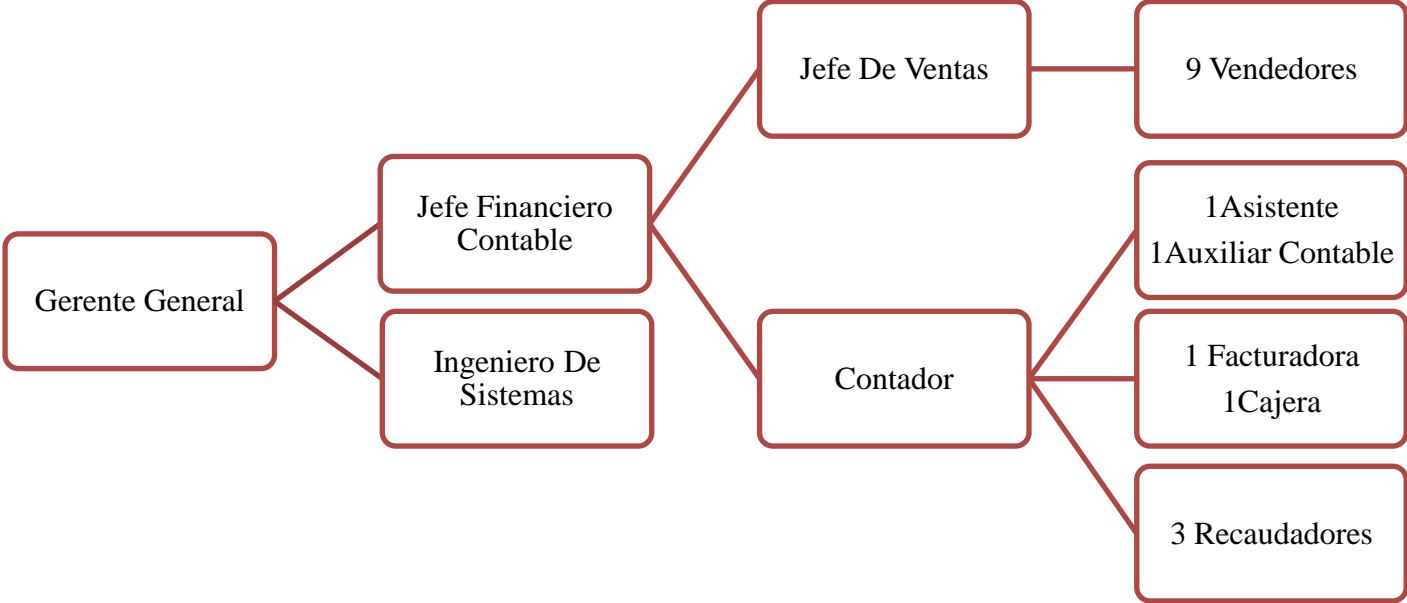 Gerente General
Jefe Financiero
Contable
Ingeniero De
Sistemas
Jefe De Ventas
Contador
9 Vendedores
1Asistente
1Auxiliar Contable
1 Facturadora
1Cajera
3 Recaudadores